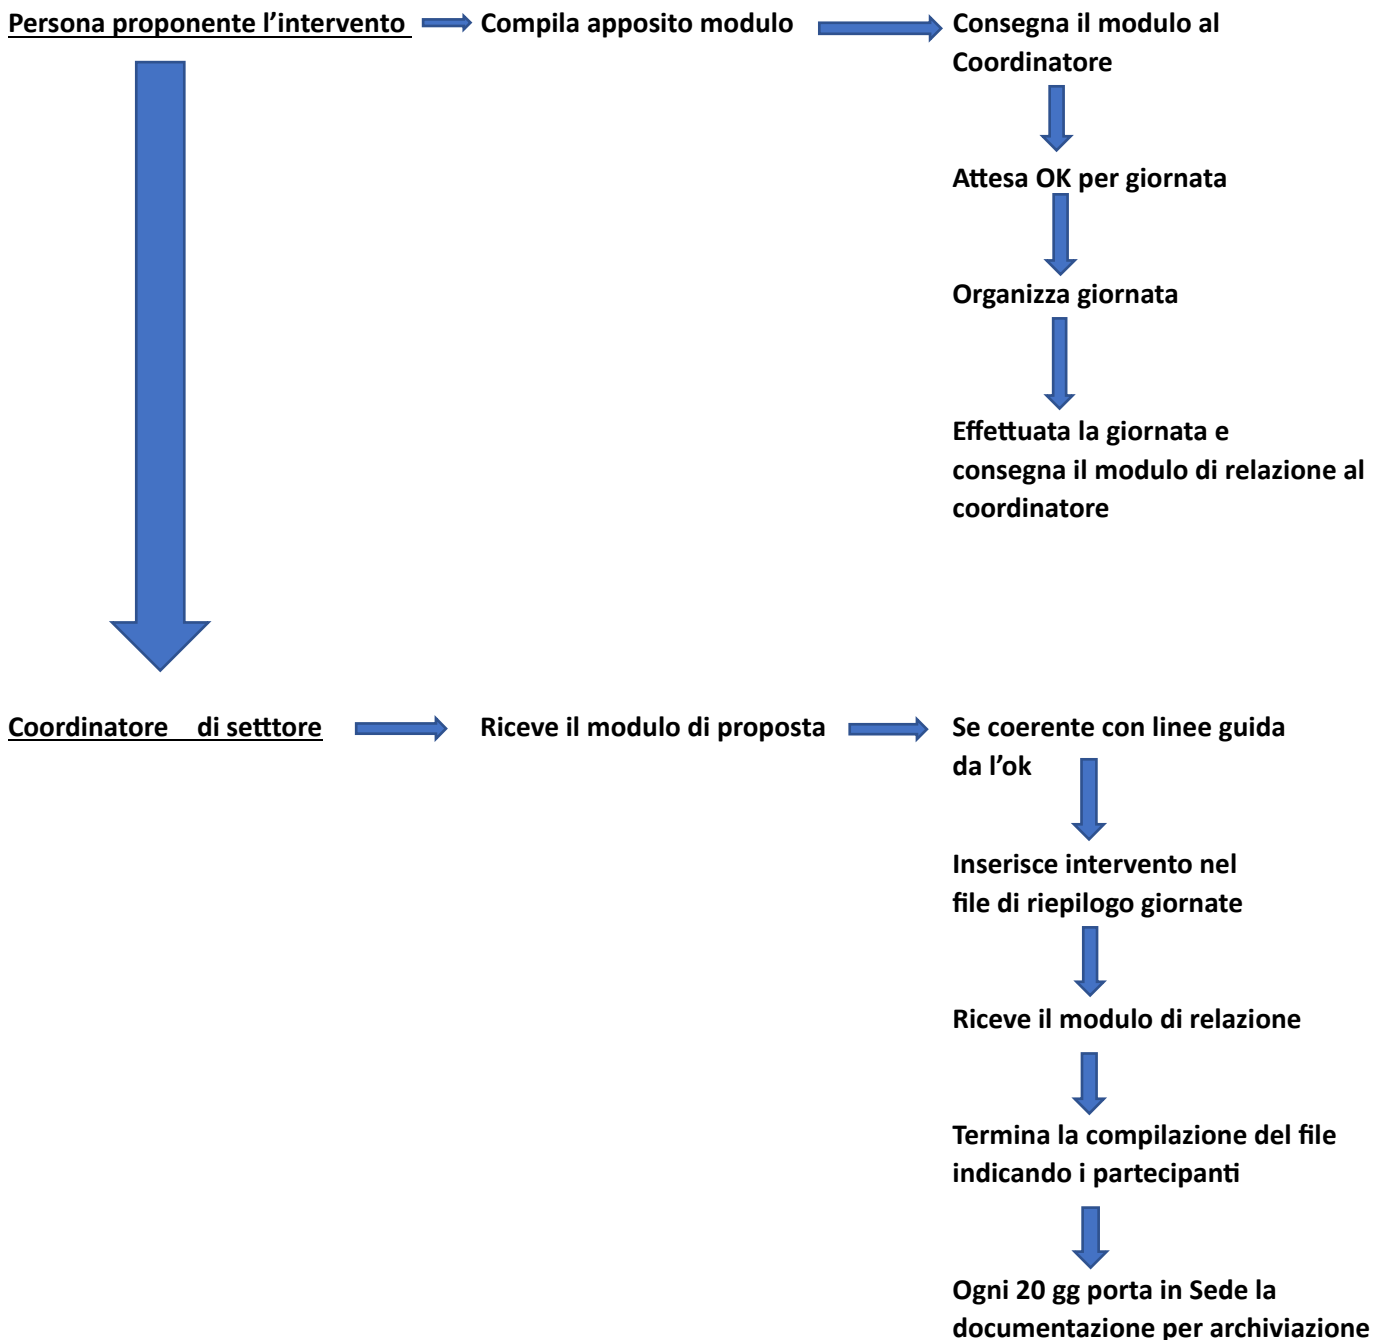 Persona proponente l’intervento
Compila apposito modulo
Consegna il modulo al
Coordinatore
Attesa OK per giornata
Organizza giornata
Effettuata la giornata e
consegna il modulo di relazione al
coordinatore
Coordinatore di setttore
Riceve il modulo di proposta
Se coerente con linee guida
da l’ok
Inserisce intervento nel
file di riepilogo giornate
Riceve il modulo di relazione
Termina la compilazione del file
indicando i partecipanti
Ogni 20 gg porta in Sede la
documentazione per archiviazione